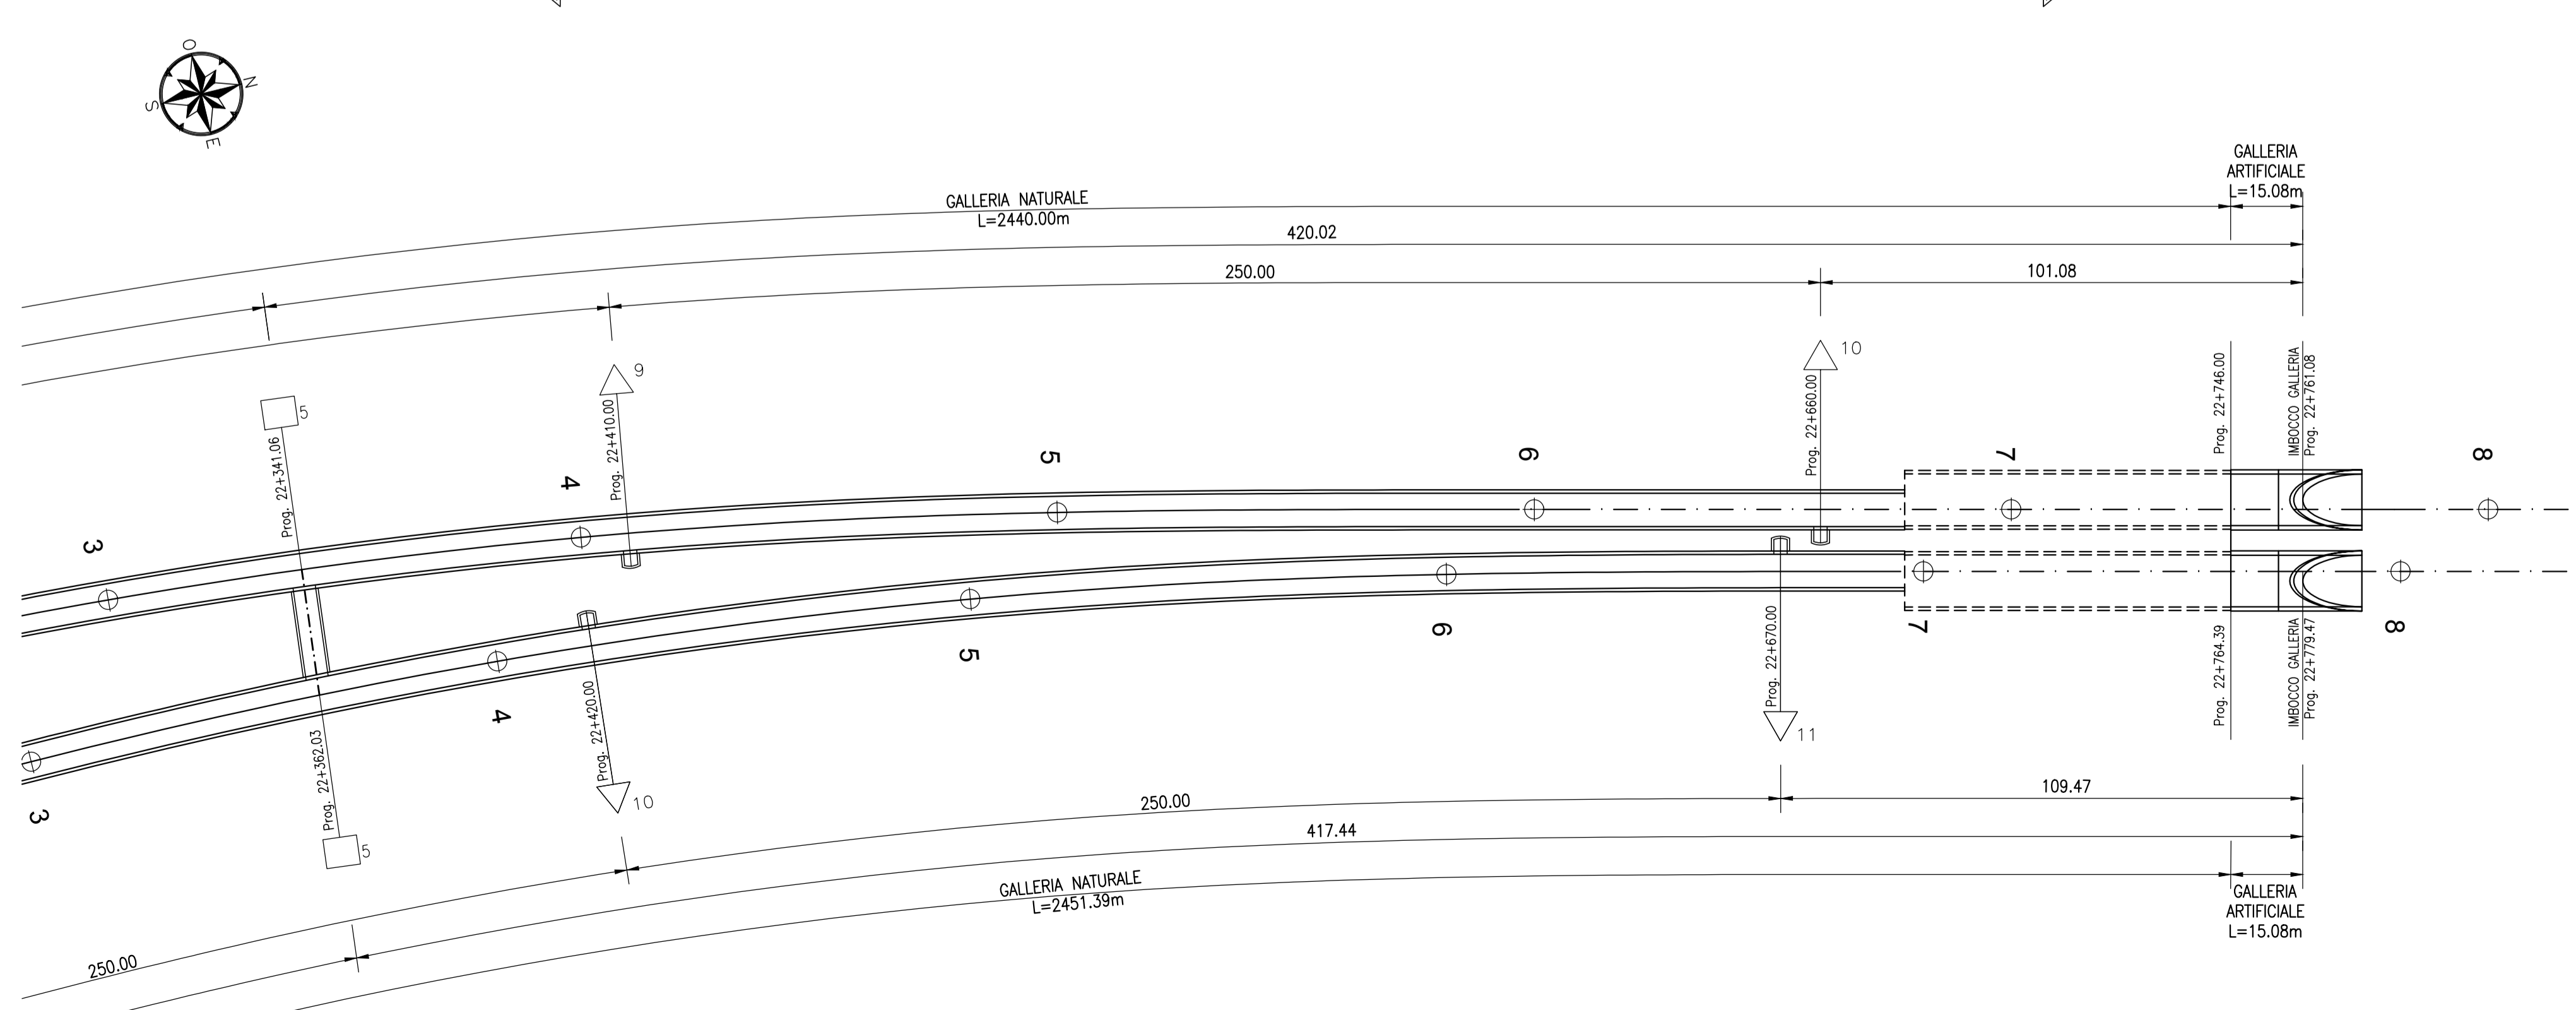 O
N
S
E
GALLERIA
ARTIFICIALE
L=15.08m
GALLERIA NATURALE
L=2440.00m
420.02
250.00
101.08
10
9
5
Prog. 22+341.06
Prog. 22+410.00
Prog. 22+660.00
Prog. 22+746.00
IMBOCCO GALLERIA
Prog. 22+761.08
3
4
5
6
7
8
3
4
5
6
7
8
Prog. 22+362.03
5
Prog. 22+420.00
10
Prog. 22+670.00
11
Prog. 22+764.39
IMBOCCO GALLERIA
Prog. 22+779.47
250.00
109.47
417.44
GALLERIA NATURALE
L=2451.39m
GALLERIA
ARTIFICIALE
L=15.08m
250.00